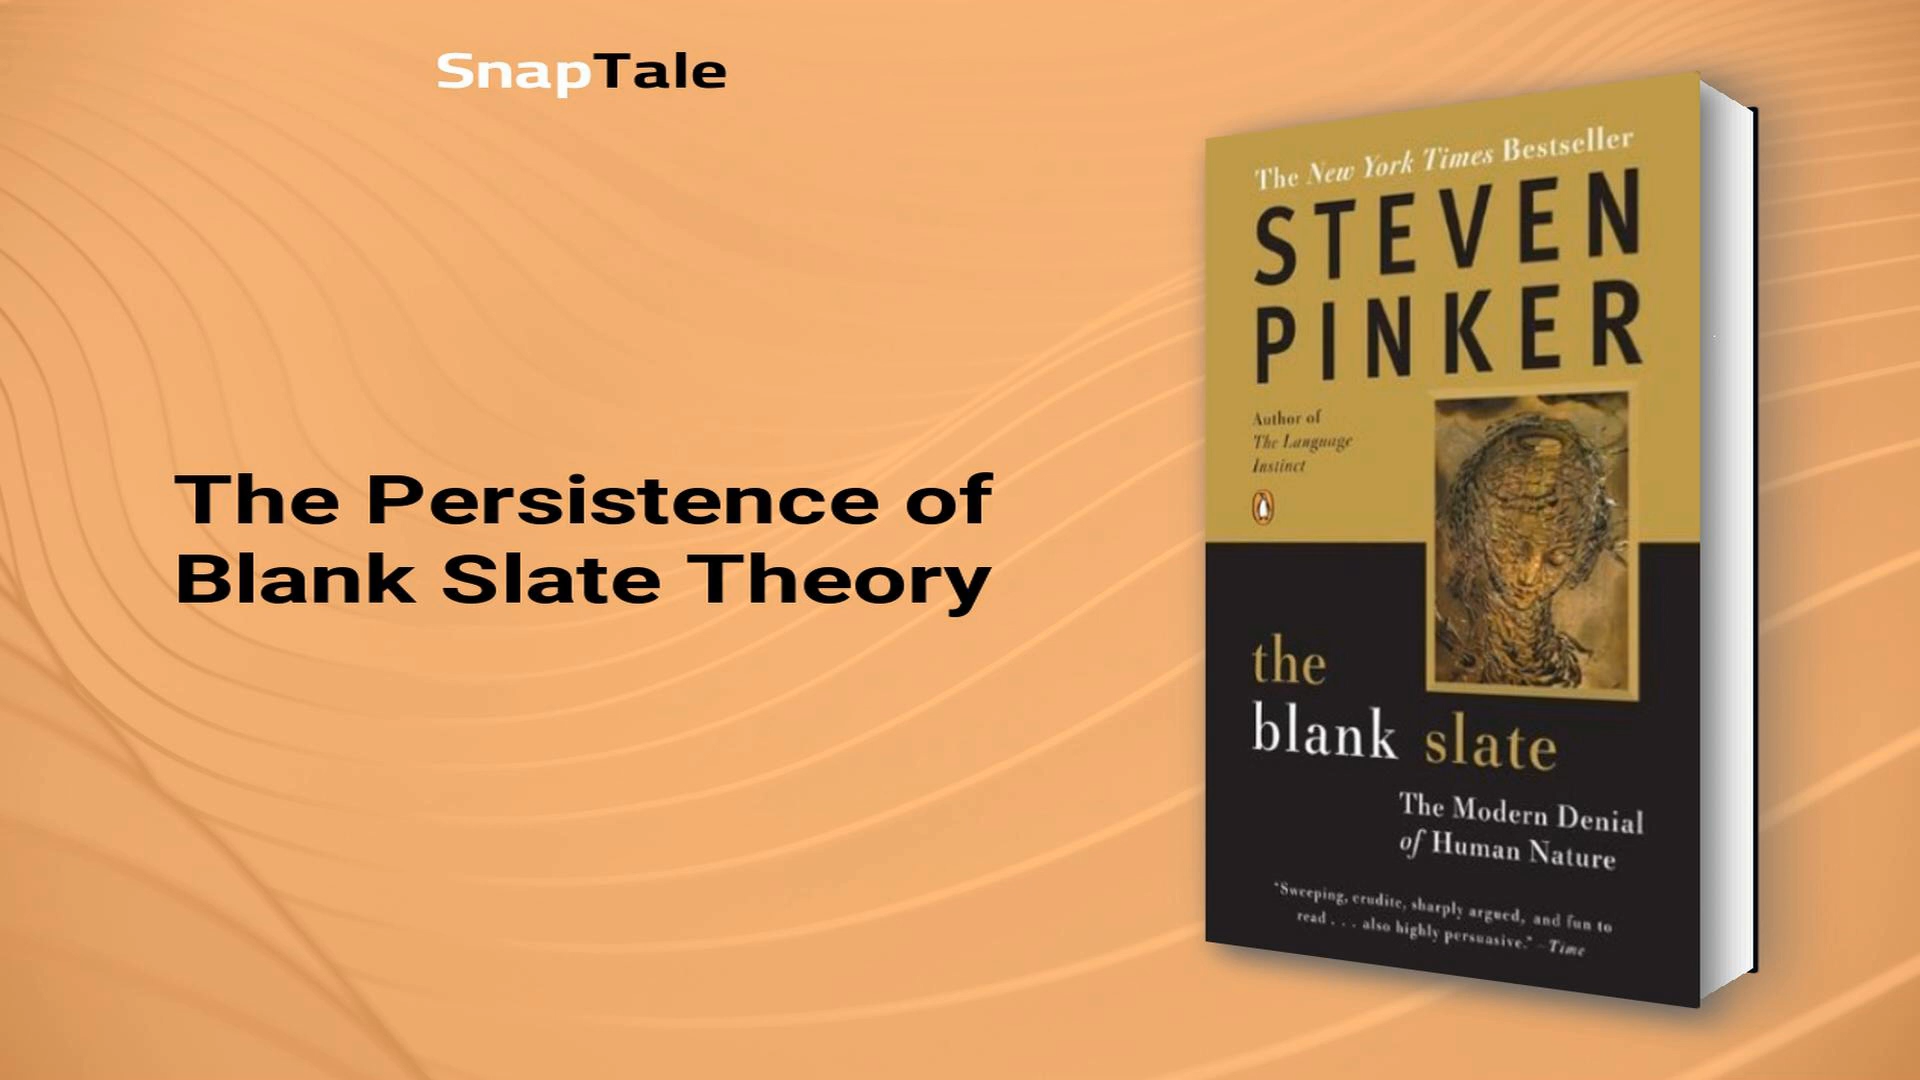 SnapTale
The Persistence of
Blank Slate Theory
The New York Times Bestseller
STEVEN
PINKER
Author of
The Language
Instinct
the
blank slate
The Modern Denial
of Human Nature
"Sweeping, erudite, sharply argued, and fun to
read . . . also highly persuasive." –Time